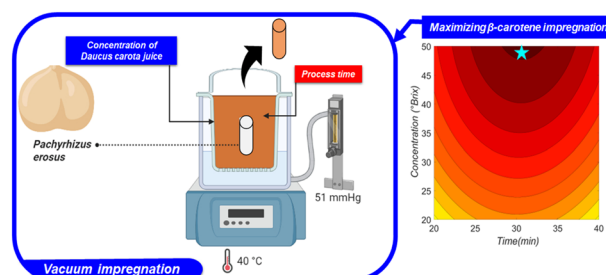 Concentration of
Daucus carota juice
Process time
Pachyrhizus
erosus
51 mmHg
40 °C
Vacuum impregnation
Maximizing β-carotene impregnation
Concentration (°Brix)
50
45
40
35
30
25
20
20
25
30
35
40
Time(min)